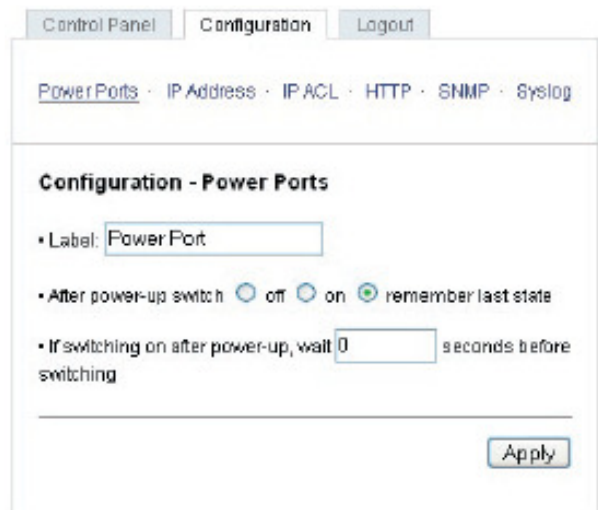 Control Panel Configuration Logout
Power Ports · IP Address · IP ACL · HTTP · SNMP · Syslog
Configuration - Power Ports
• Label: Power Port
• After power-up switch off on remember last state
• If switching on after power-up, wait 0 seconds before
switching
Apply